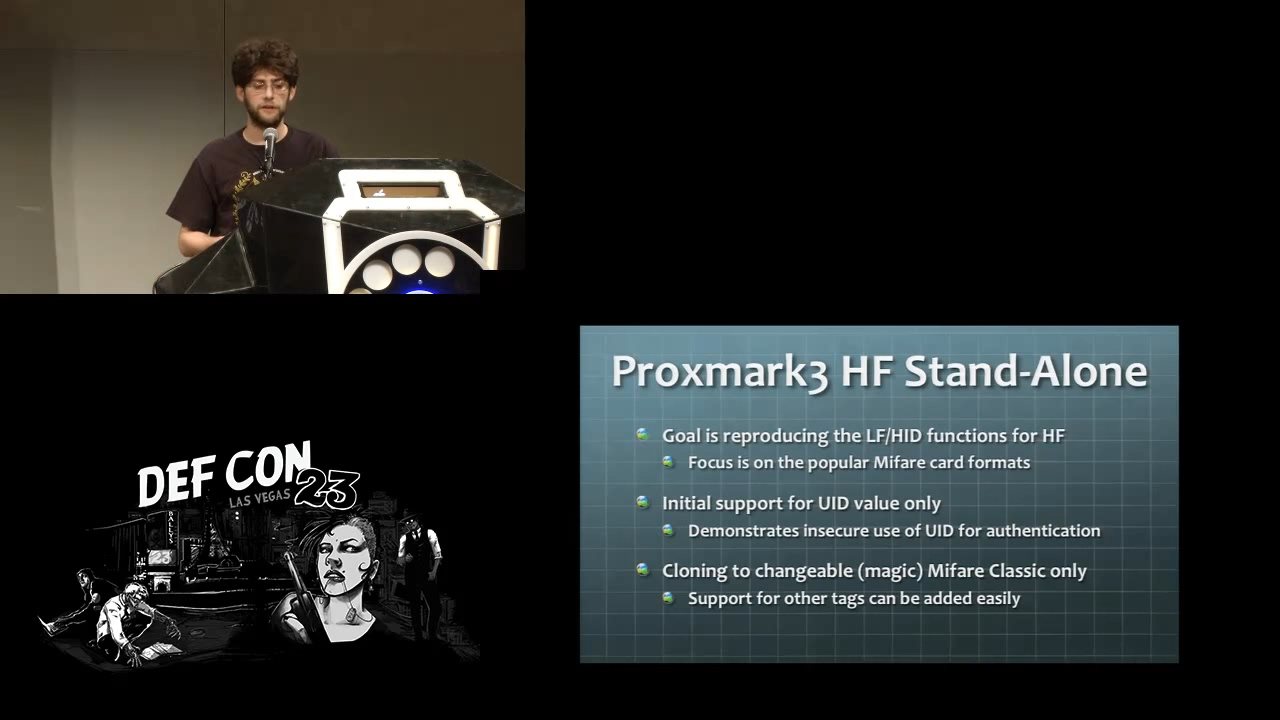 Proxmark3 HF Stand-Alone
Goal is reproducing the LF/HID functions for HF
Focus is on the popular Mifare card formats
Initial support for UID value only
Demonstrates insecure use of UID for authentication
Cloning to changeable (magic) Mifare Classic only
Support for other tags can be added easily
DEF CON 23
LAS VEGAS
BALLYS
23